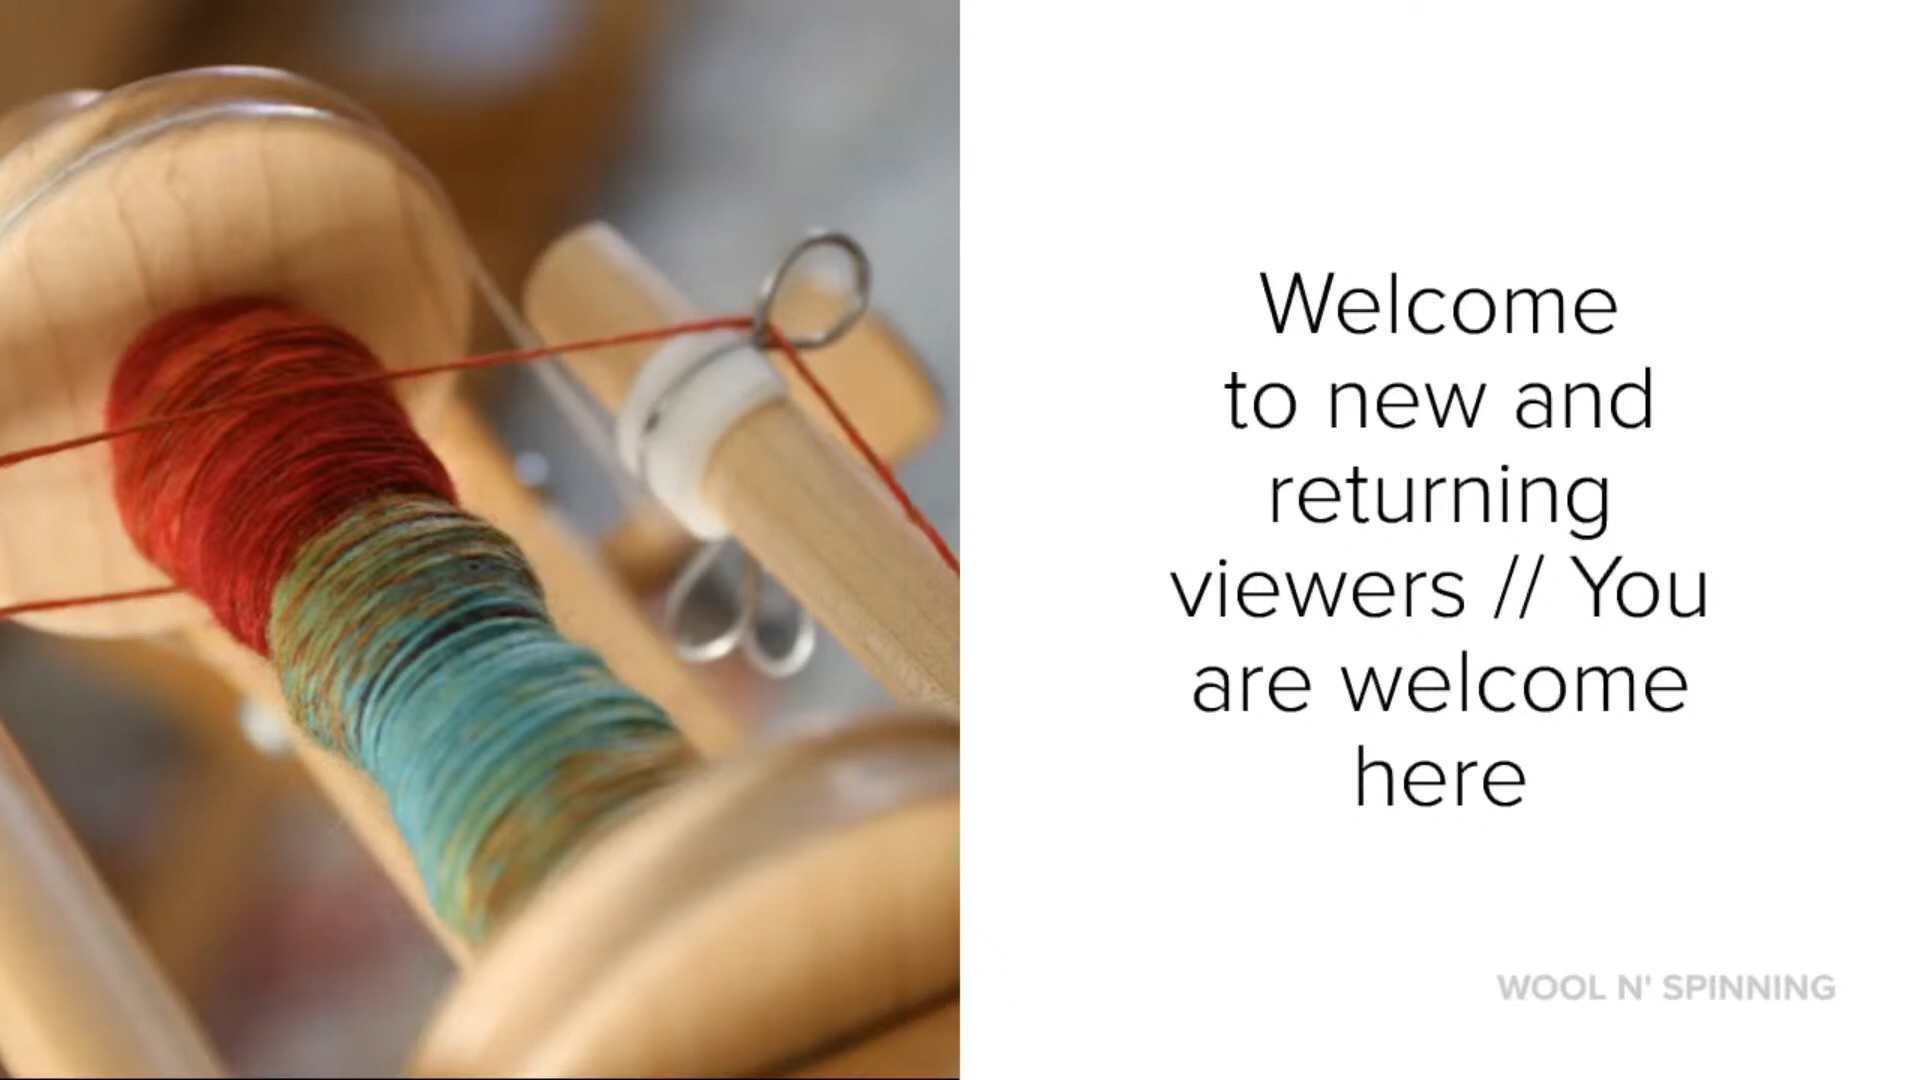 Welcome
to new and
returning
viewers // You
are welcome
here
WOOL N' SPINNING